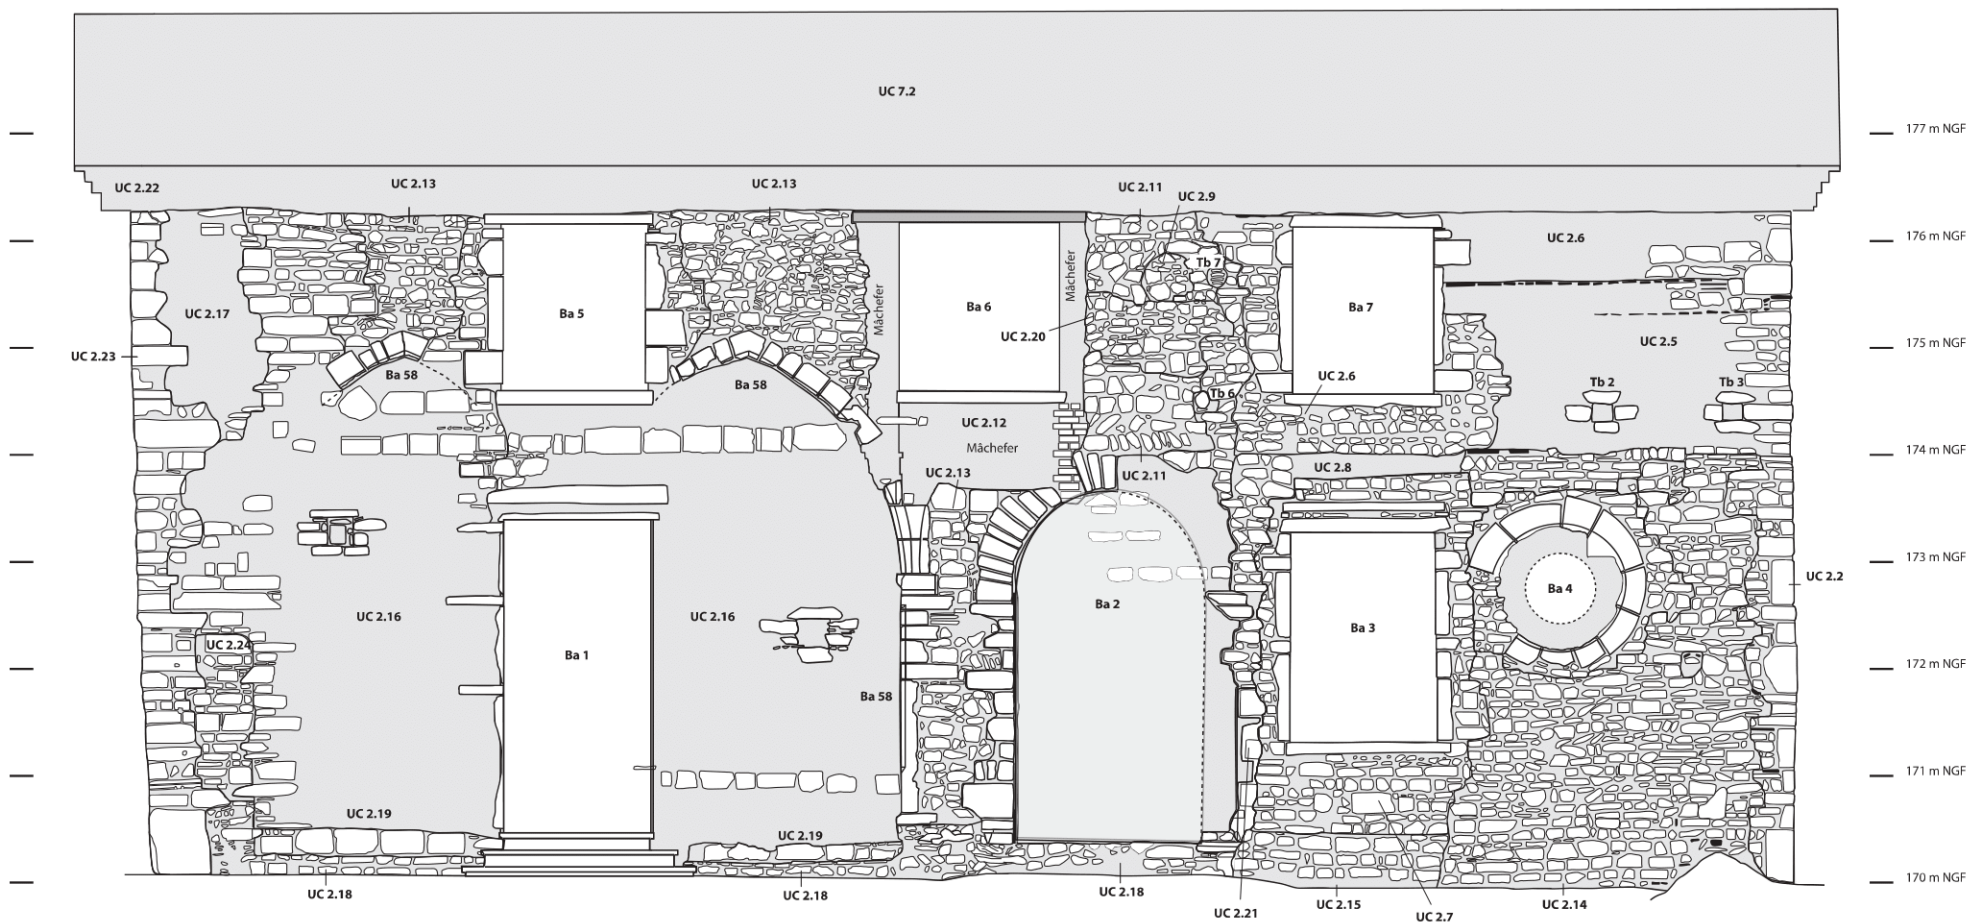 UC 7.2
177 m NGF
UC 2.22
UC 2.13
UC 2.13
UC 2.11
UC 2.9
176 m NGF
UC 2.6
Tb 7
UC 2.17
Ba 5
Mâchefer
Ba 6
Mâchefer
Ba 7
UC 2.20
UC 2.5
175 m NGF
UC 2.23
Ba 58
Ba 58
UC 2.6
Tb 6
Tb 2
Tb 3
UC 2.12
Mâchefer
174 m NGF
UC 2.13
UC 2.11
UC 2.8
173 m NGF
UC 2.2
Ba 4
Ba 2
UC 2.16
UC 2.16
Ba 3
UC 2.24
Ba 1
172 m NGF
Ba 58
171 m NGF
UC 2.19
UC 2.19
170 m NGF
UC 2.18
UC 2.18
UC 2.18
UC 2.21
UC 2.15
UC 2.7
UC 2.14